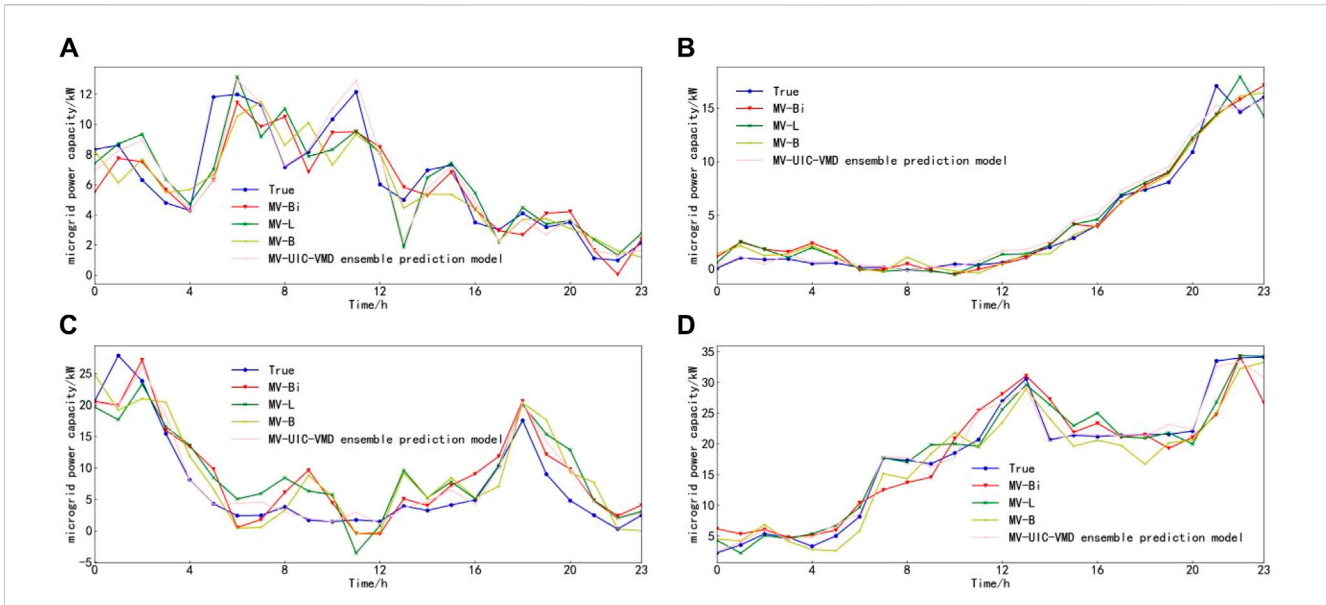 A
microgrid power capacity/kW
12
10
8
6
4
2
0
True
MV-Bi
MV-L
MV-B
MV-UIC-VMD ensemble prediction model
0 4 8 12 16 20 23
Time/h
B
microgrid power capacity/kW
15
10
5
0
True
MV-Bi
MV-L
MV-B
MV-UIC-VMD ensemble prediction model
0 4 8 12 16 20 23
Time/h
C
microgrid power capacity/kW
25
20
15
10
5
0
-5
True
MV-Bi
MV-L
MV-B
MV-UIC-VMD ensemble prediction model
0 4 8 12 16 20 23
Time/h
D
microgrid power capacity/kW
35
30
25
20
15
10
5
True
MV-Bi
MV-L
MV-B
MV-UIC-VMD ensemble prediction model
0 4 8 12 16 20 23
Time/h